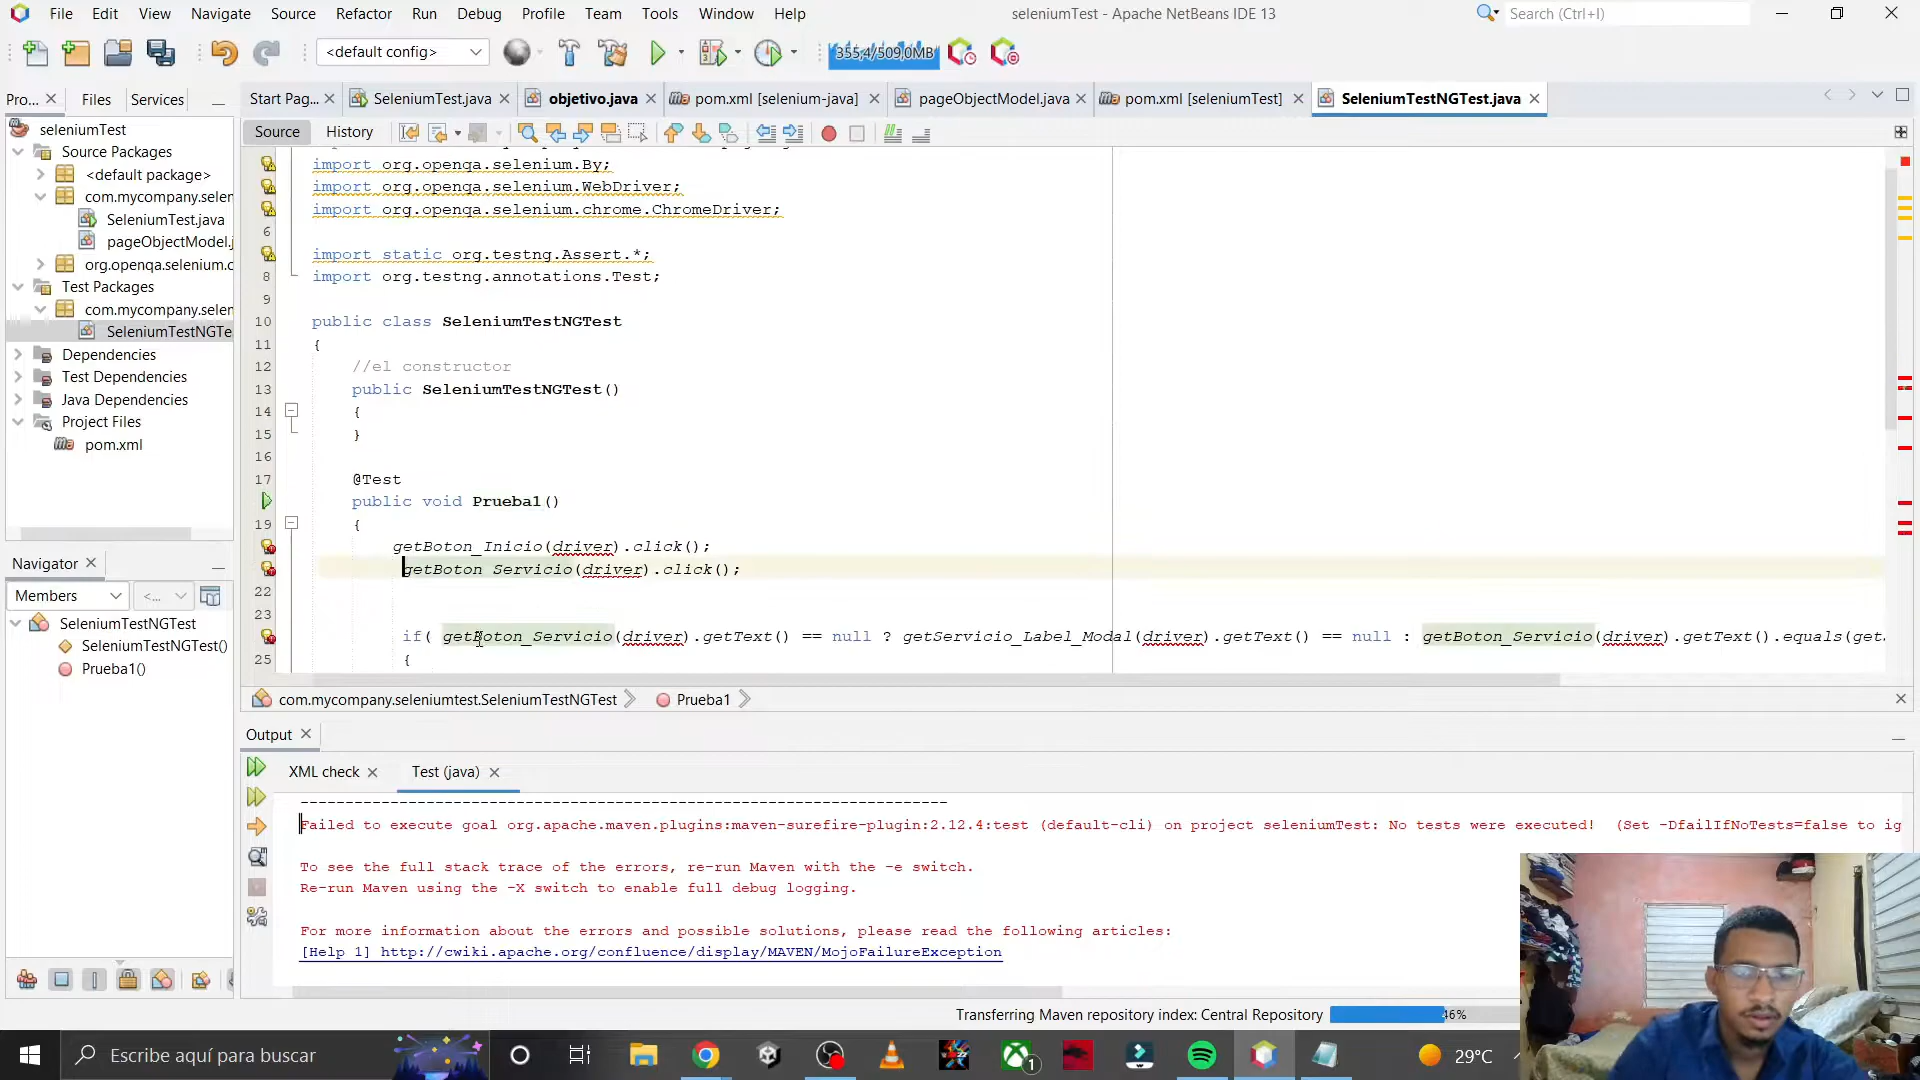 File Edit View Navigate Source Refactor Run Debug Profile Team Tools Window Help
seleniumTest - Apache NetBeans IDE 13
Search (Ctrl+I)
<default config>
355,4/509,0MB
Pro...
Files
Services
Start Pag...
SeleniumTest.java
objetivo.java
pom.xml [selenium-java]
pageObjectModel.java
pom.xml [seleniumTest]
SeleniumTestNGTest.java
Source
History
seleniumTest
Source Packages
<default package>
com.mycompany.selen
SeleniumTest.java
pageObjectModel.j
org.openqa.selenium.c
Test Packages
com.mycompany.selen
SeleniumTestNGTe
Dependencies
Test Dependencies
Java Dependencies
Project Files
pom.xml
import org.openqa.selenium.By;
import org.openqa.selenium.WebDriver;
import org.openqa.selenium.chrome.ChromeDriver;
6
import static org.testng.Assert.*;
8 import org.testng.annotations.Test;
9
10 public class SeleniumTestNGTest
11 {
12 //el constructor
13 public SeleniumTestNGTest()
14 {
15 }
16
17 @Test
public void Prueba1()
19 {
getBoton_Inicio(driver).click();
getBoton_Servicio(driver).click();
22
23
if( getBoton_Servicio(driver).getText() == null ? getServicio_Label_Modal(driver).getText() == null : getBoton_Servicio(driver).getText().equals(get
25 {
Navigator
Members
<...
SeleniumTestNGTest
SeleniumTestNGTest()
Prueba1()
com.mycompany.seleniumtest.SeleniumTestNGTest
Prueba1
Output
XML check
Test (java)
------------------------------------------------------------------------
Failed to execute goal org.apache.maven.plugins:maven-surefire-plugin:2.12.4:test (default-cli) on project seleniumTest: No tests were executed! (Set -DfailIfNoTests=false to ig
To see the full stack trace of the errors, re-run Maven with the -e switch.
Re-run Maven using the -X switch to enable full debug logging.
For more information about the errors and possible solutions, please read the following articles:
[Help 1] http://cwiki.apache.org/confluence/display/MAVEN/MojoFailureException
Transferring Maven repository index: Central Repository
46%
Escribe aquí para buscar
1
29°C